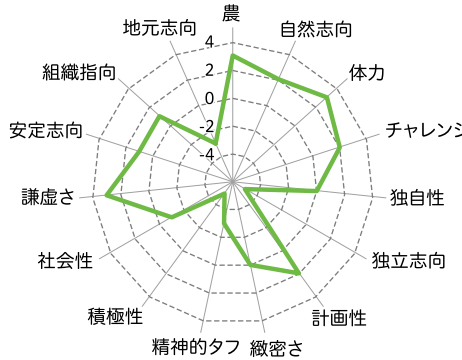 農
自然志向
体力
チャレンジ
独自性
独立志向
計画性
緻密さ
精神的タフ
積極性
社会性
謙虚さ
安定志向
組織指向
地元志向
4
2
0
-2
-4